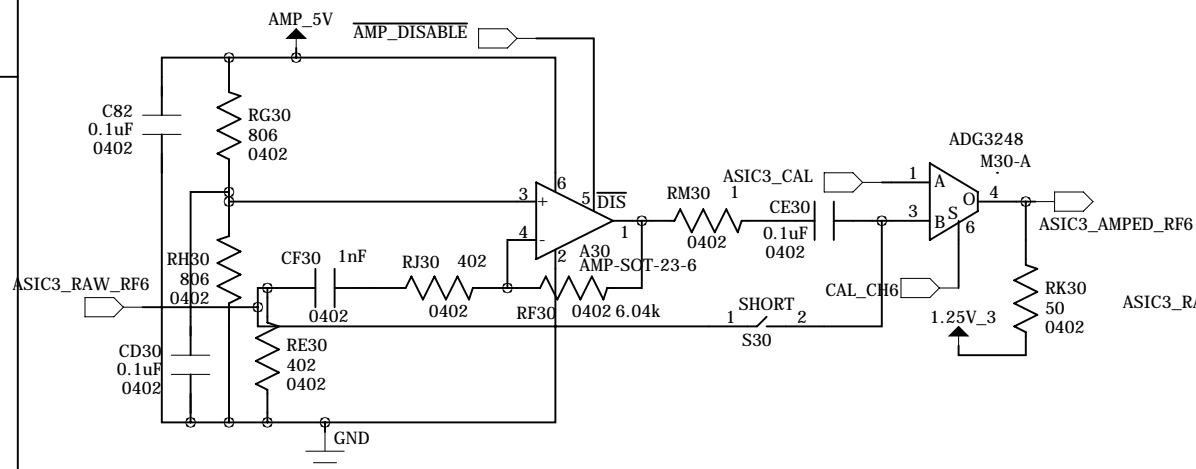 AMP_5V
AMP_DISABLE
C82
0.1uF
0402
RG30
806
0402
ADG3248
M30-A
ASIC3_CAL
1
A
O
4
3
B
S
6
ASIC3_AMPED_RF6
3
+
6
5
DIS
4
-
1
2
A30
AMP-SOT-23-6
RM30
1
0402
CE30
0.1uF
0402
RH30
806
0402
ASIC3_RAW_RF6
CF30
1nF
0402
RJ30
402
0402
RF30
0402
6.04k
CAL_CH6
SHORT
1
2
S30
1.25V_3
RK30
50
0402
ASIC3_RA
CD30
0.1uF
0402
RE30
402
0402
GND